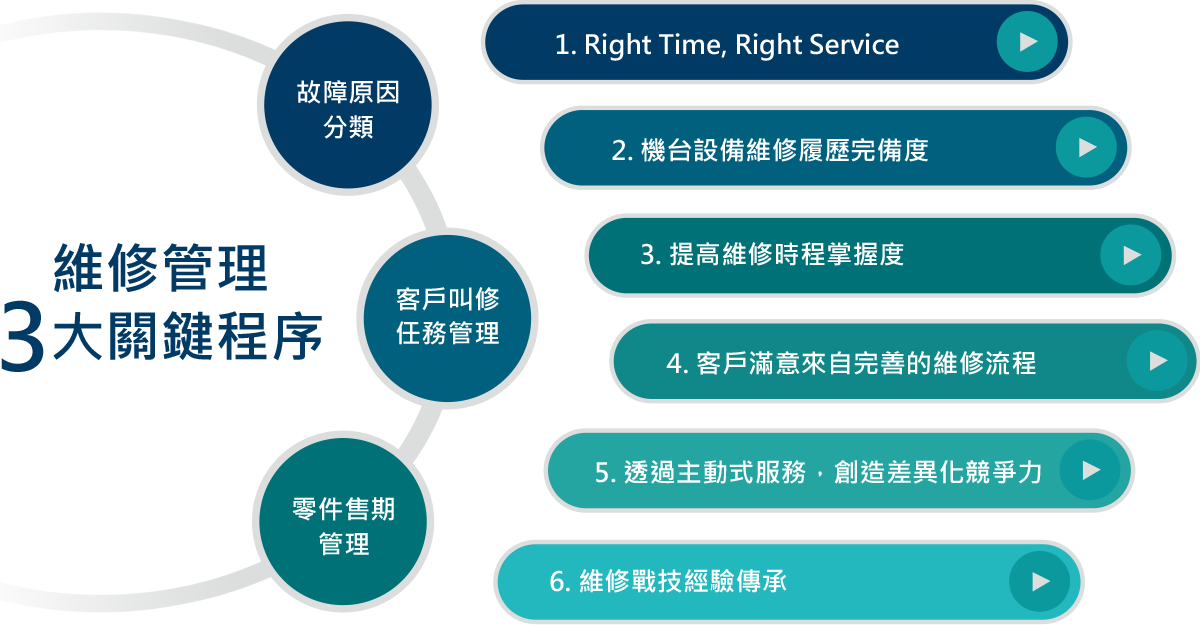 維修管理
3大關鍵程序
故障原因
分類
客戶叫修
任務管理
零件售期
管理
1. Right Time, Right Service
2. 機台設備維修履歷完備度
3. 提高維修時程掌握度
4. 客戶滿意來自完善的維修流程
5. 透過主動式服務，創造差異化競爭力
6. 維修戰技經驗傳承